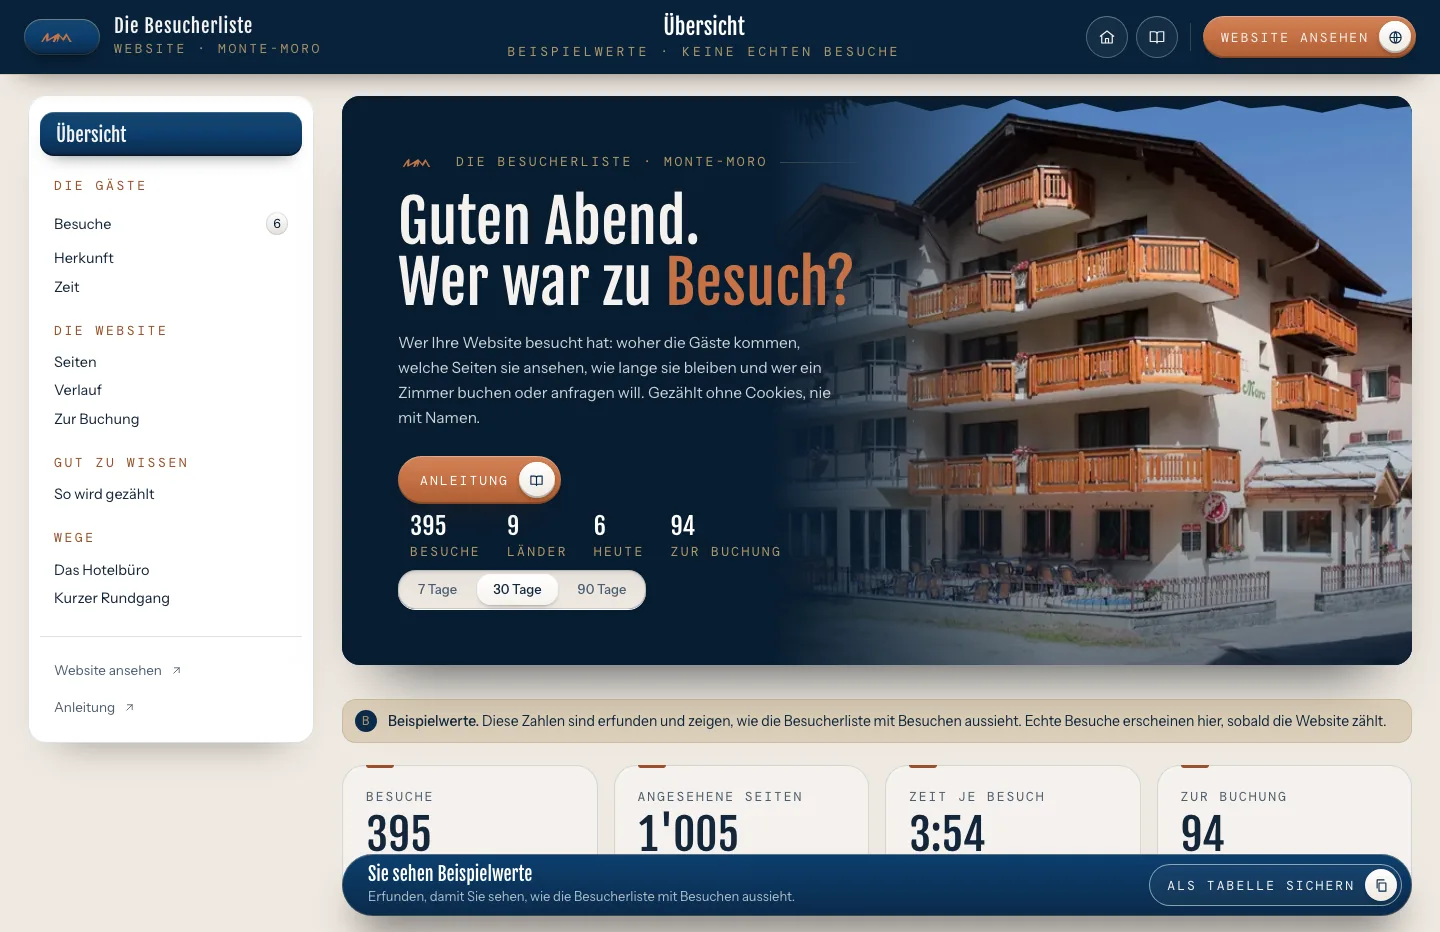 Die Besucherliste
WEBSITE · MONTE-MORO
Übersicht
BEISPIELWERTE · KEINE ECHTEN BESUCHE
WEBSITE ANSEHEN
Übersicht
DIE GÄSTE
Besuche 6
Herkunft
Zeit
DIE WEBSITE
Seiten
Verlauf
Zur Buchung
GUT ZU WISSEN
So wird gezählt
WEGE
Das Hotelbüro
Kurzer Rundgang
Website ansehen
Anleitung
DIE BESUCHERLISTE · MONTE-MORO
Guten Abend.
Wer war zu Besuch?
Wer Ihre Website besucht hat: woher die Gäste kommen,
welche Seiten sie ansehen, wie lange sie bleiben und wer ein
Zimmer buchen oder anfragen will. Gezählt ohne Cookies, nie
mit Namen.
ANLEITUNG
395 9 6 94
BESUCHE LÄNDER HEUTE ZUR BUCHUNG
7 Tage 30 Tage 90 Tage
Moro
B Beispielwerte. Diese Zahlen sind erfunden und zeigen, wie die Besucherliste mit Besuchen aussieht. Echte Besuche erscheinen hier, sobald die Website zählt.
BESUCHE
395
ANGESEHENE SEITEN
1'005
ZEIT JE BESUCH
3:54
ZUR BUCHUNG
94
Sie sehen Beispielwerte
Erfunden, damit Sie sehen, wie die Besucherliste mit Besuchen aussieht.
ALS TABELLE SICHERN